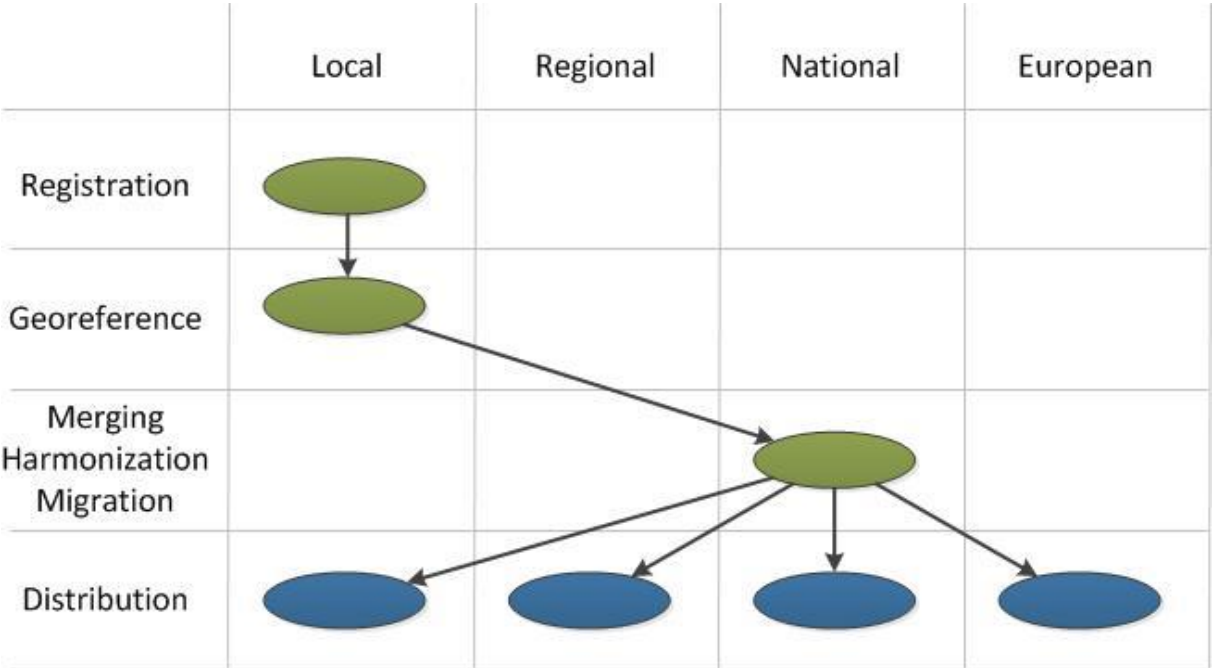 Local Regional National European
Registration
Georeference
Merging
Harmonization
Migration
Distribution